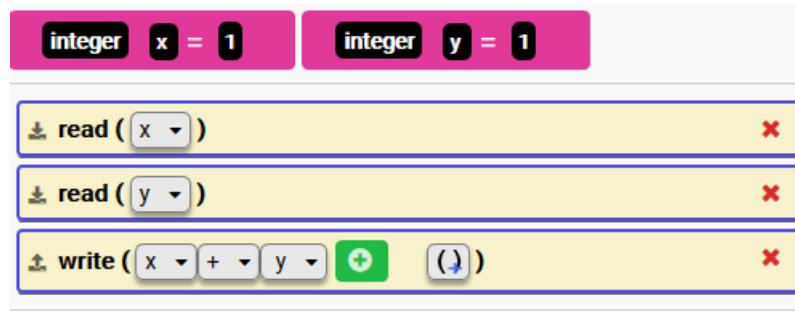 integer x = 1 integer y = 1
read ( x )
read ( y )
write ( x + y () )